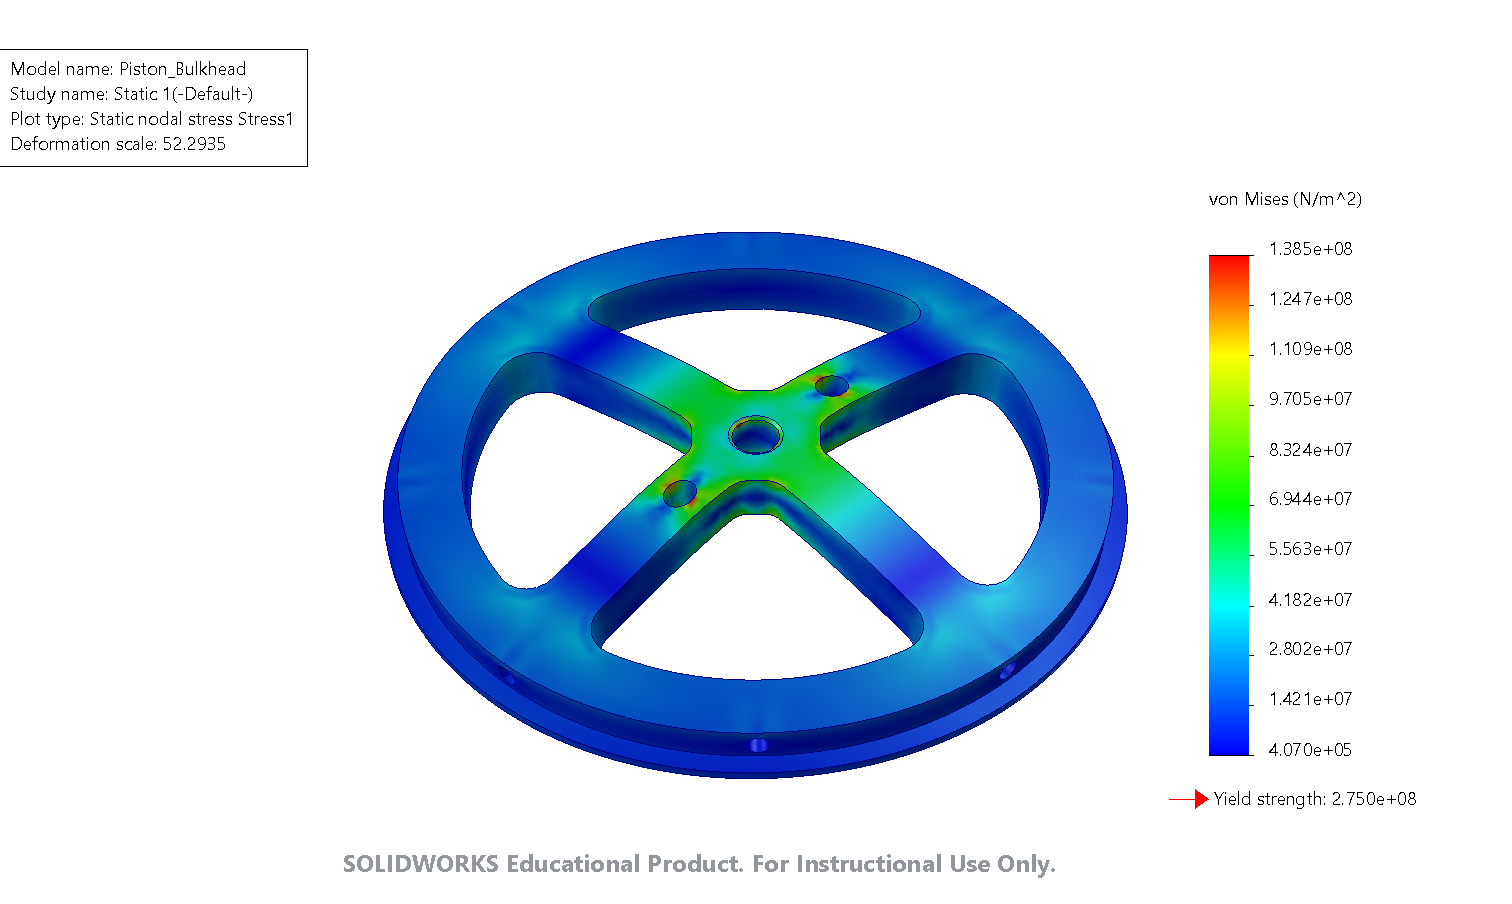 Model name: Piston_Bulkhead
Study name: Static 1(-Default-)
Plot type: Static nodal stress Stress1
Deformation scale: 52.2935
von Mises (N/m^2)
1.385e+08
1.247e+08
1.109e+08
9.705e+07
8.324e+07
6.944e+07
5.563e+07
4.182e+07
2.802e+07
1.421e+07
4.070e+05
Yield strength: 2.750e+08
SOLIDWORKS Educational Product. For Instructional Use Only.